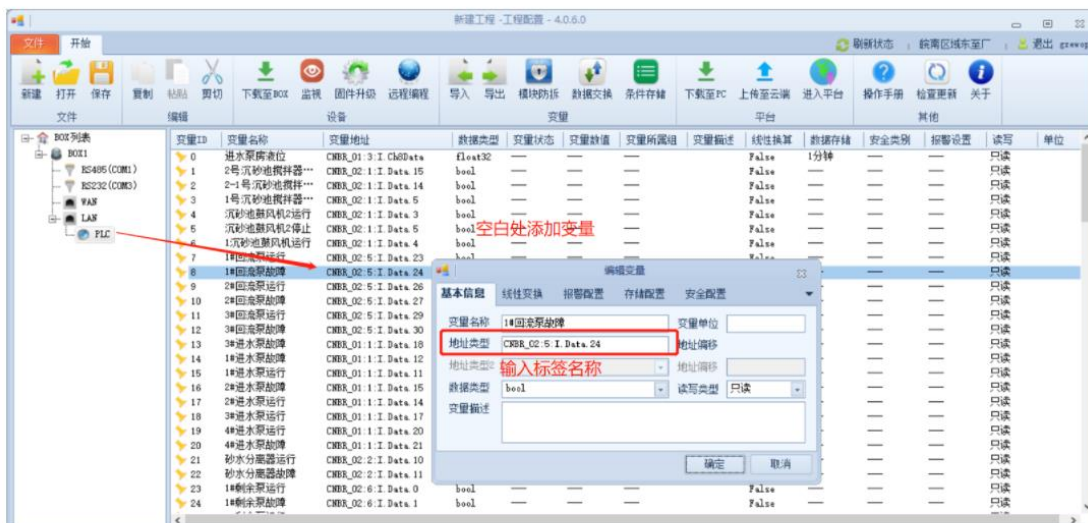 新建工程 -工程配置 - 4.0.6.0
文件 开始 刷新状态 皖南区域东至厂 退出
新建 打开 保存 复制 粘贴 剪切 下载至BOX 监视 固件升级 远程编程 导入 导出 模块防拆 数据交换 条件存储 下载至PC 上传至云端 进入平台 操作手册 检查更新 关于
文件 编辑 设备 变量 平台 其他
BOX列表
BOX1
RS485(COM1)
RS232(COM3)
WAN
LAN
PLC
变量ID 变量名称 变量地址 数据类型 变量状态 变量数值 变量所属组 变量描述 线性换算 数据存储 安全类别 报警设置 读写 单位
0 进水泵房液位 CNBR_01:3:I.Ch8Data float32 — — False 1分钟 — — 只读
1 2号沉砂池搅拌器… CNBR_02:1:I.Data.15 bool — — False — — — 只读
2 2-1号沉砂池搅拌… CNBR_02:1:I.Data.14 bool — — False — — — 只读
3 1号沉砂池搅拌器… CNBR_02:1:I.Data.5 bool — — False — — — 只读
4 沉砂池鼓风机2运行 CNBR_02:1:I.Data.3 bool — — False — — — 只读
5 沉砂池鼓风机2停止 CNBR_02:1:I.Data.5 bool — — False — — — 只读
空白处添加变量
6 1沉砂池鼓风机运行 CNBR_02:1:I.Data.4 bool — — False — — — 只读
7 1#回流泵运行 CNBR_02:5:I.Data.23 bool — — False — — — 只读
8 1#回流泵故障 CNBR_02:5:I.Data.24
9 2#回流泵运行 CNBR_02:5:I.Data.26 只读
10 2#回流泵故障 CNBR_02:5:I.Data.27 只读
11 3#回流泵运行 CNBR_02:5:I.Data.29 只读
12 3#回流泵故障 CNBR_02:5:I.Data.30 只读
13 3#进水泵故障 CNBR_01:1:I.Data.18 只读
14 1#进水泵故障 CNBR_01:1:I.Data.12 只读
15 1#进水泵运行 CNBR_01:1:I.Data.11 只读
16 2#进水泵故障 CNBR_01:1:I.Data.15 只读
17 2#进水泵运行 CNBR_01:1:I.Data.14 只读
18 3#进水泵运行 CNBR_01:1:I.Data.17 只读
19 4#进水泵运行 CNBR_01:1:I.Data.20 只读
20 4#进水泵故障 CNBR_01:1:I.Data.21 只读
21 砂水分离器运行 CNBR_02:2:I.Data.10 只读
22 砂水分离器故障 CNBR_02:2:I.Data.11 只读
23 1#剩余泵运行 CNBR_02:6:I.Data.0 bool — — False — — — 只读
24 1#剩余泵故障 CNBR_02:6:I.Data.1 bool — — False — — — 只读
编辑变量
基本信息 线性变换 报警配置 存储配置 安全配置
变量名称 1#回流泵故障 变量单位
地址类型 CNBR_02:5:I.Data.24 地址偏移
地址类型2 地址偏移
输入标签名称
数据类型 bool 读写类型 只读
变量描述
确定 取消